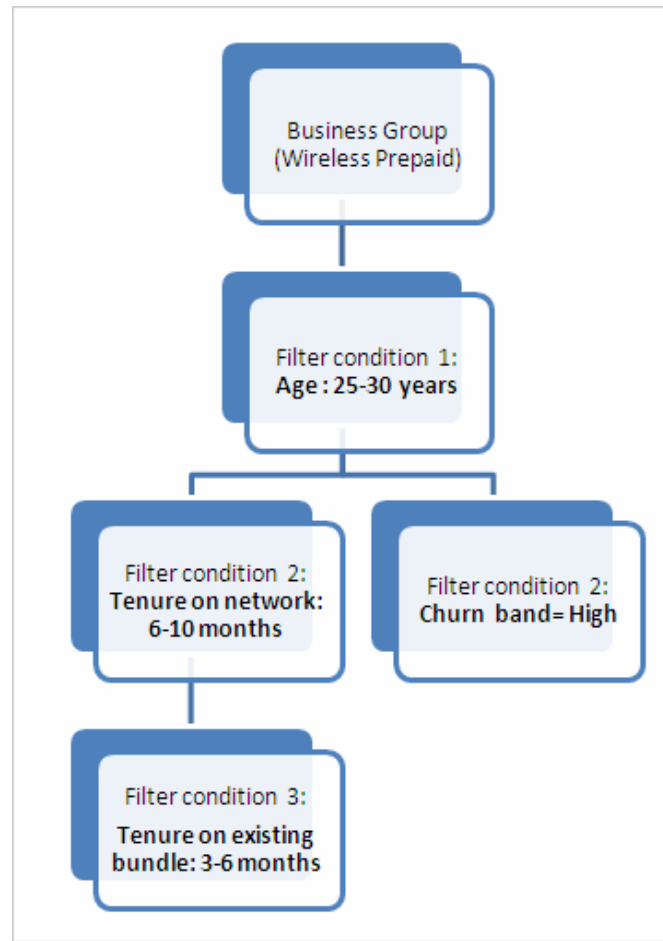 Business Group
(Wireless Prepaid)
Filter condition 1:
Age : 25-30 years
Filter condition 2:
Tenure on network:
6-10 months
Filter condition 2:
Churn band= High
Filter condition 3:
Tenure on existing
bundle: 3-6 months